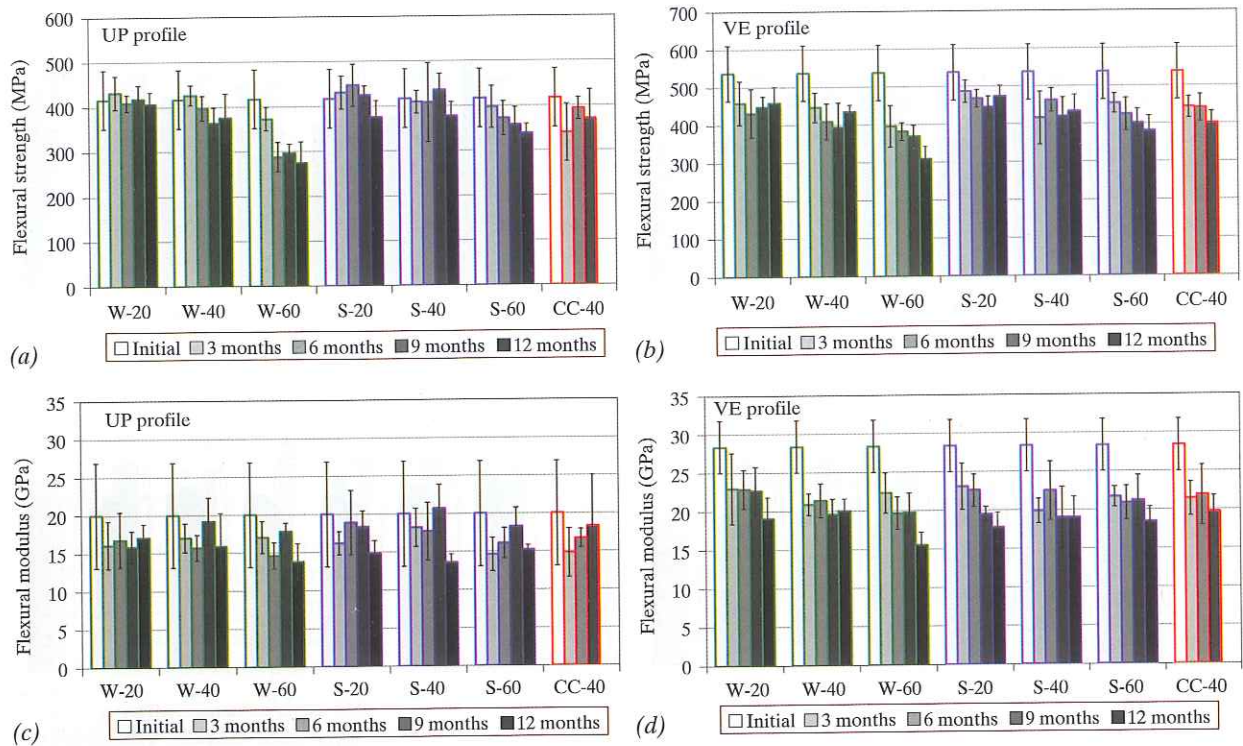 UP profile
Flexural strength (MPa)
600
500
400
300
200
100
0
W-20 W-40 W-60 S-20 S-40 S-60 CC-40
(a)
Initial 3 months 6 months 9 months 12 months
VE profile
Flexural strength (MPa)
700
600
500
400
300
200
100
0
W-20 W-40 W-60 S-20 S-40 S-60 CC-40
(b)
Initial 3 months 6 months 9 months 12 months
UP profile
Flexural modulus (GPa)
35
30
25
20
15
10
5
0
W-20 W-40 W-60 S-20 S-40 S-60 CC-40
(c)
Initial 3 months 6 months 9 months 12 months
VE profile
Flexural modulus (GPa)
35
30
25
20
15
10
5
0
W-20 W-40 W-60 S-20 S-40 S-60 CC-40
(d)
Initial 3 months 6 months 9 months 12 months